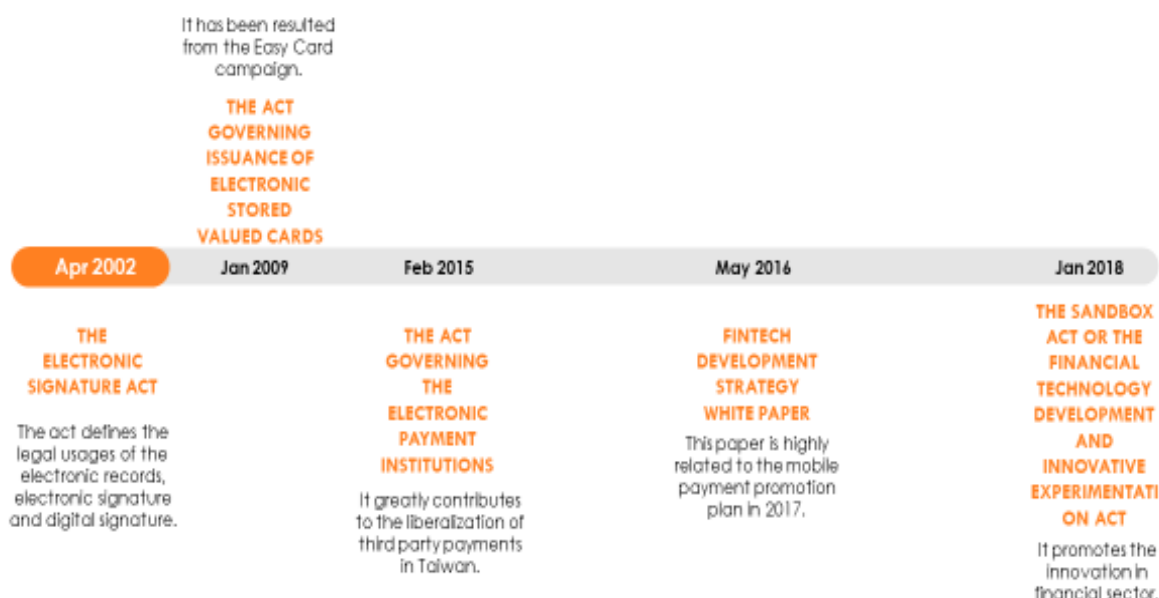 It has been resulted
from the Easy Card
campaign.
THE ACT
GOVERNING
ISSUANCE OF
ELECTRONIC
STORED
VALUED CARDS
Apr 2002
Jan 2009
Feb 2015
May 2016
Jan 2018
THE
ELECTRONIC
SIGNATURE ACT
The act defines the
legal usages of the
electronic records,
electronic signature
and digital signature.
THE ACT
GOVERNING
THE
ELECTRONIC
PAYMENT
INSTITUTIONS
It greatly contributes
to the liberalization of
third party payments
in Taiwan.
FINTECH
DEVELOPMENT
STRATEGY
WHITE PAPER
This paper is highly
related to the mobile
payment promotion
plan in 2017.
THE SANDBOX
ACT OR THE
FINANCIAL
TECHNOLOGY
DEVELOPMENT
AND
INNOVATIVE
EXPERIMENTATI
ON ACT
It promotes the
innovation in
financial sector.